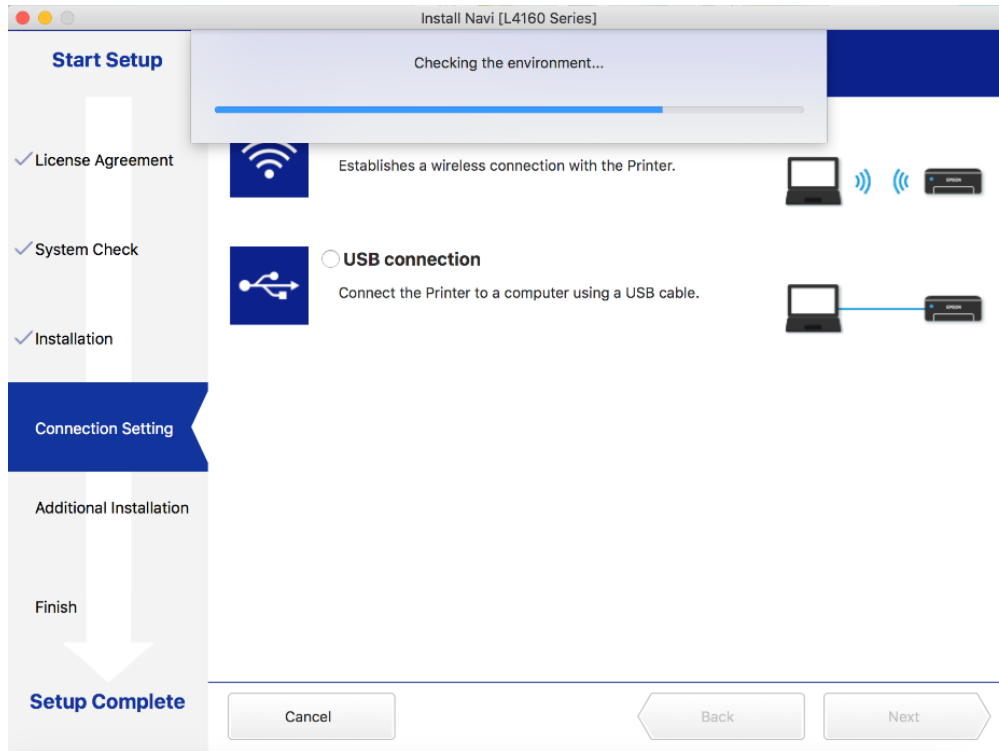 Install Navi [L4160 Series]
Start Setup
Checking the environment...
License Agreement
Establishes a wireless connection with the Printer.
EPSON
System Check
USB connection
Connect the Printer to a computer using a USB cable.
EPSON
Installation
Connection Setting
Additional Installation
Finish
Setup Complete
Cancel
Back
Next